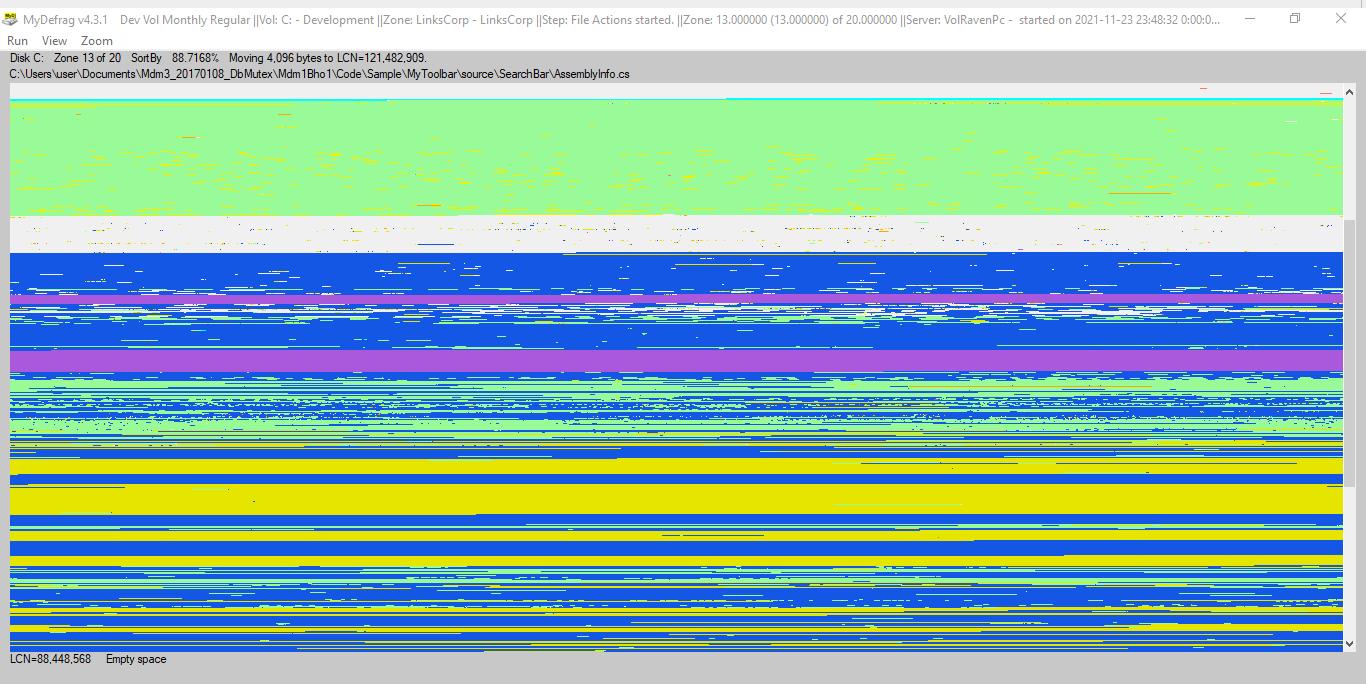 MyDefrag v4.3.1 Dev Vol Monthly Regular ||Vol: C: - Development ||Zone: LinksCorp - LinksCorp ||Step: File Actions started. ||Zone: 13.000000 (13.000000) of 20.000000 ||Server: VolRavenPc - started on 2021-11-23 23:48:32 0:00:0...
Run View Zoom
Disk C: Zone 13 of 20 SortBy 88.7168% Moving 4,096 bytes to LCN=121,482,909.
C:\Users\user\Documents\Mdm3_20170108_DbMutex\Mdm1Bho1\Code\Sample\MyToolbar\source\SearchBar\AssemblyInfo.cs
LCN=88,448,568 Empty space